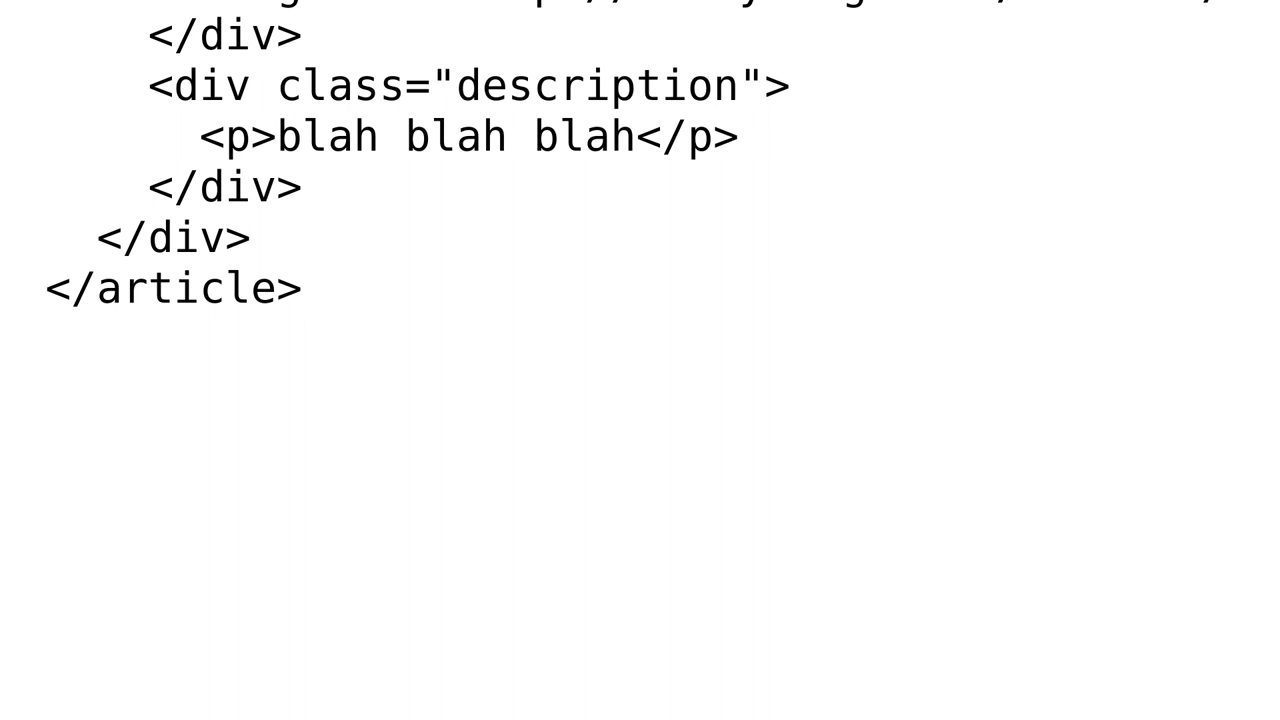 </div>
    <div class="description">
      <p>blah blah blah</p>
    </div>
  </div>
</article>